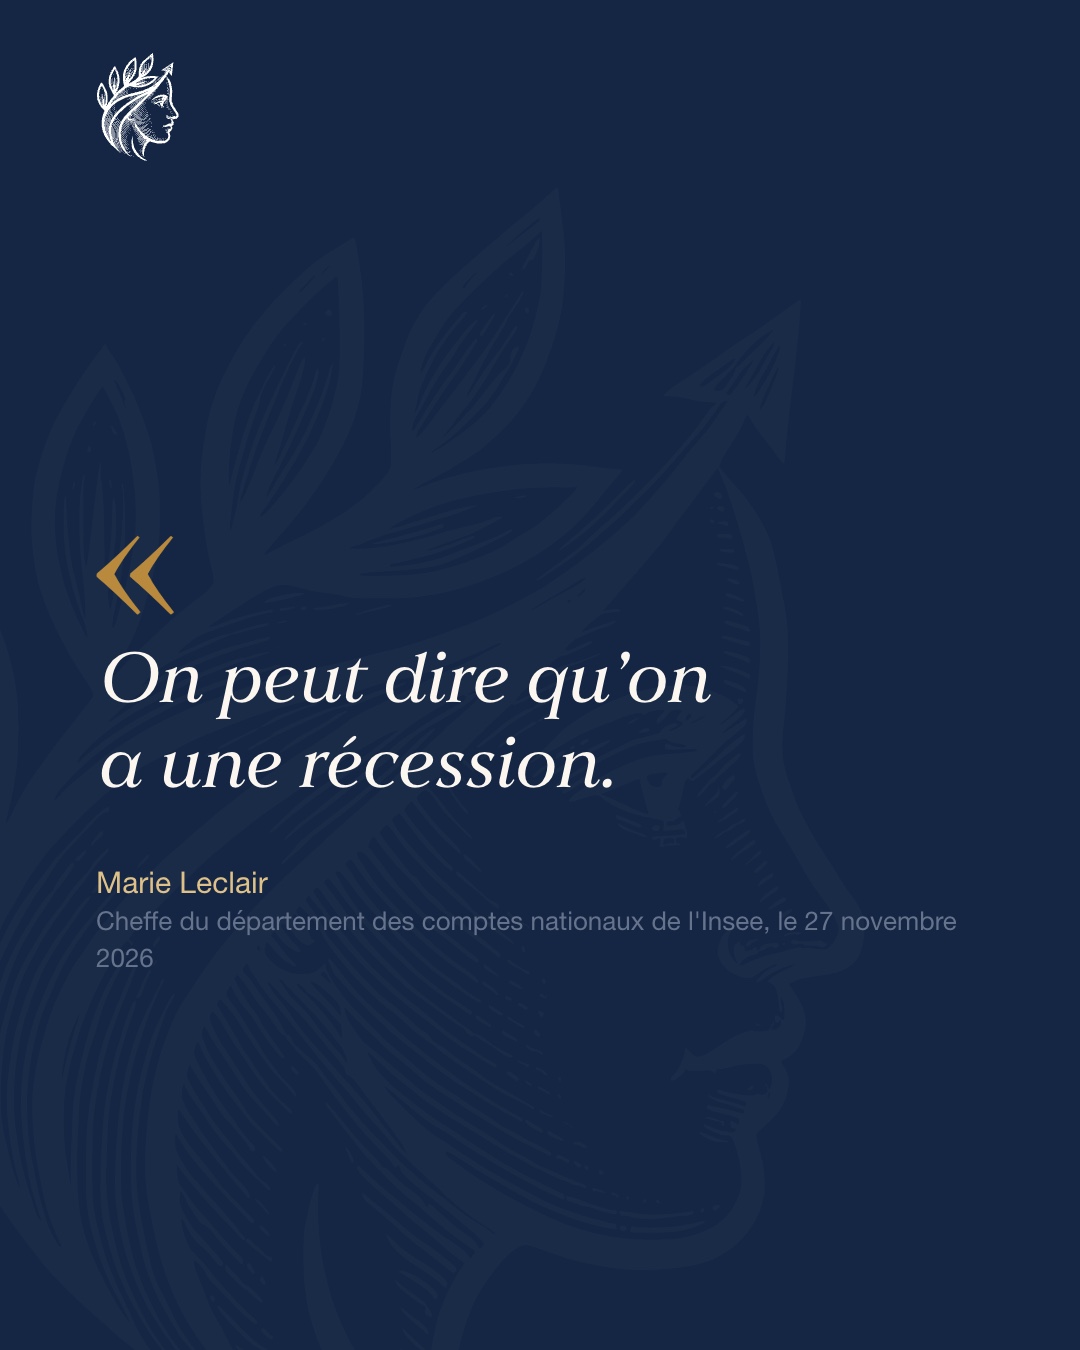 «
On peut dire qu’on
a une récession.
Marie Leclair
Cheffe du département des comptes nationaux de l'Insee, le 27 novembre
2026